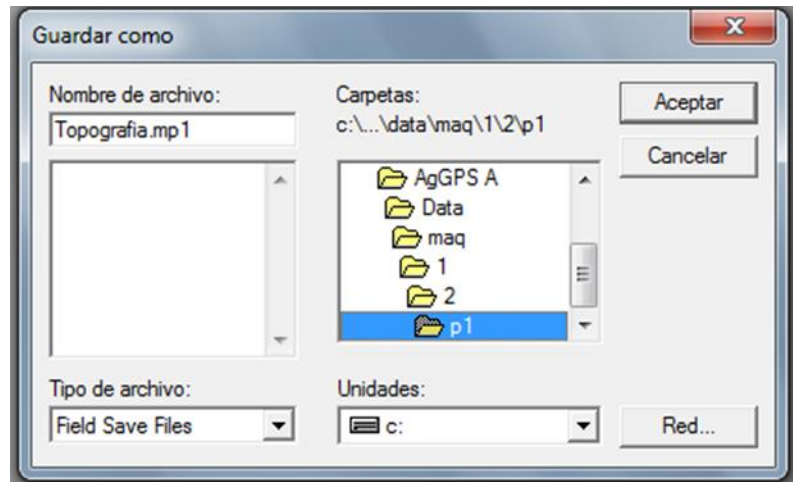 Guardar como
Nombre de archivo:
Topografia.mp1
Carpetas:
c:\...\data\maq\1\2\p1
AgGPS A
Data
maq
1
2
p1
Aceptar
Cancelar
Tipo de archivo:
Field Save Files
Unidades:
c:
Red...